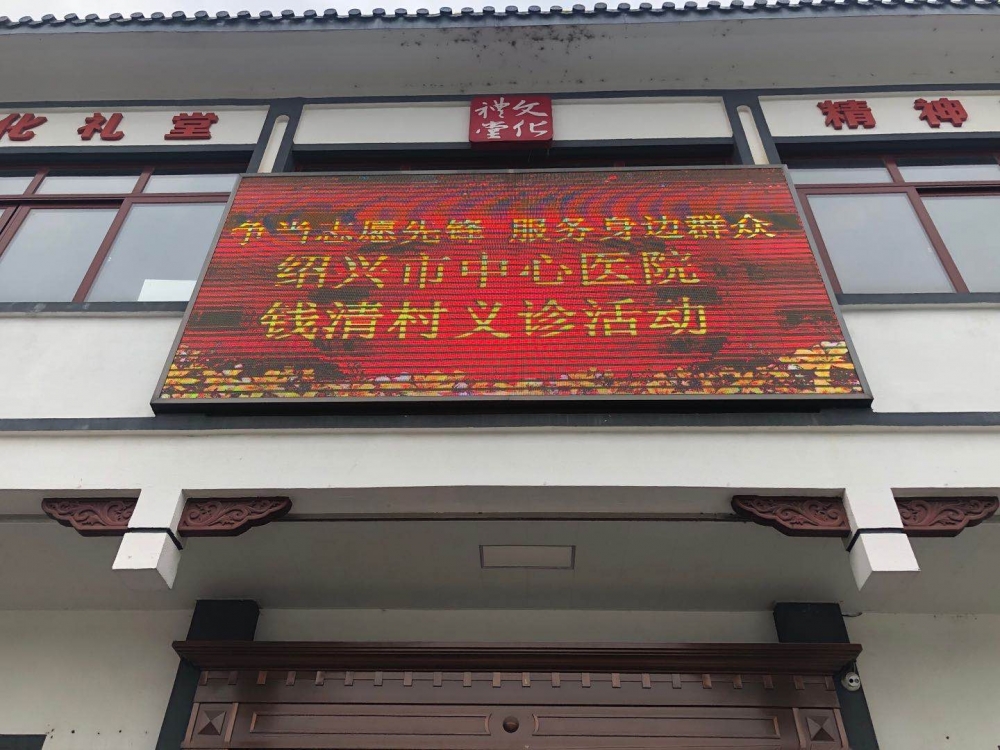 化礼堂
文化
禮堂
精神
争当志愿先锋 服务身边群众
绍兴市中心医院
钱清村义诊活动